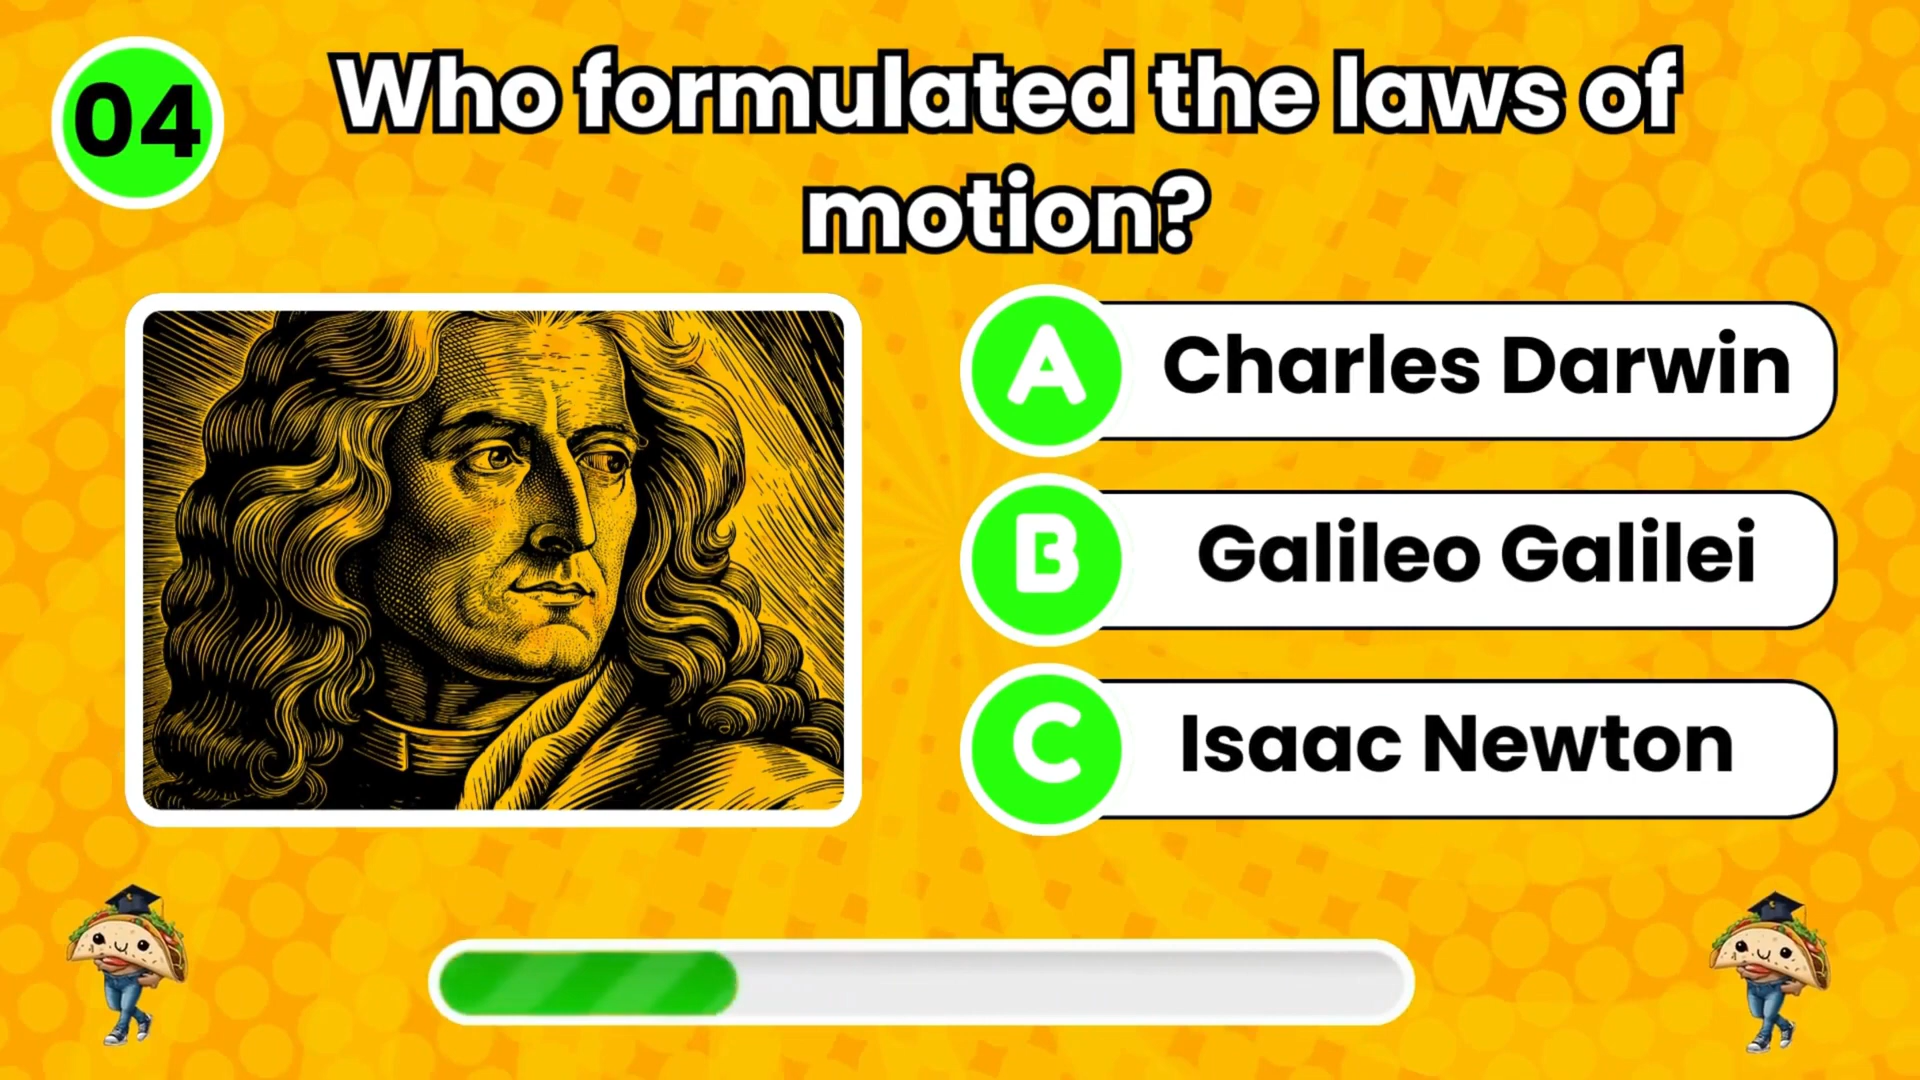 04
Who formulated the laws of
motion?
A Charles Darwin
B Galileo Galilei
C Isaac Newton